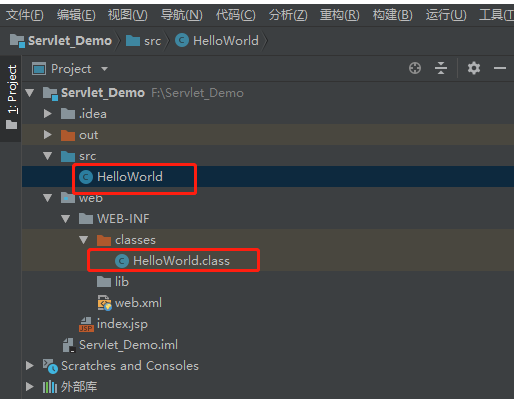 文件(F) 编辑(E) 视图(V) 导航(N) 代码(C) 分析(Z) 重构(R) 构建(B) 运行(U) 工具(T
Servlet_Demo src HelloWorld
1: Project
Project
Servlet_Demo F:\Servlet_Demo
.idea
out
src
HelloWorld
web
WEB-INF
classes
HelloWorld.class
lib
web.xml
index.jsp
Servlet_Demo.iml
Scratches and Consoles
外部库